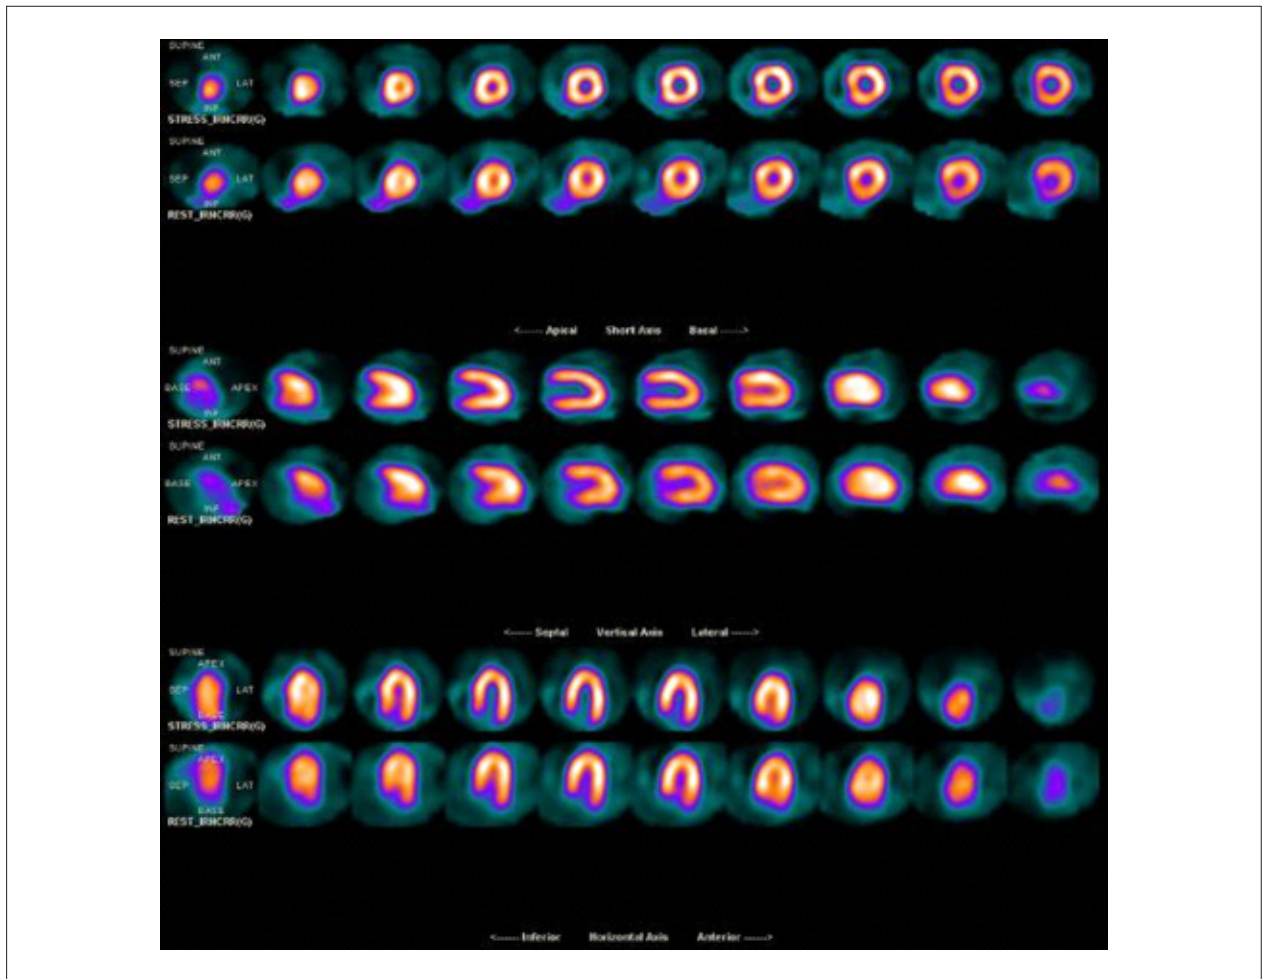 SUPINE
ANT
SEP LAT
INF
STRESS_IRNCRR(G)
SUPINE
ANT
SEP LAT
INF
REST_IRNCRR(G)
<------ Apical Short Axis Basal ------>
SUPINE
ANT
BASE APEX
INF
STRESS_IRNCRR(G)
SUPINE
ANT
BASE APEX
INF
REST_IRNCRR(G)
<------ Septal Vertical Axis Lateral ------>
SUPINE
APEX
SEP LAT
BASE
STRESS_IRNCRR(G)
SUPINE
APEX
SEP LAT
BASE
REST_IRNCRR(G)
<------ Inferior Horizontal Axis Anterior ------>